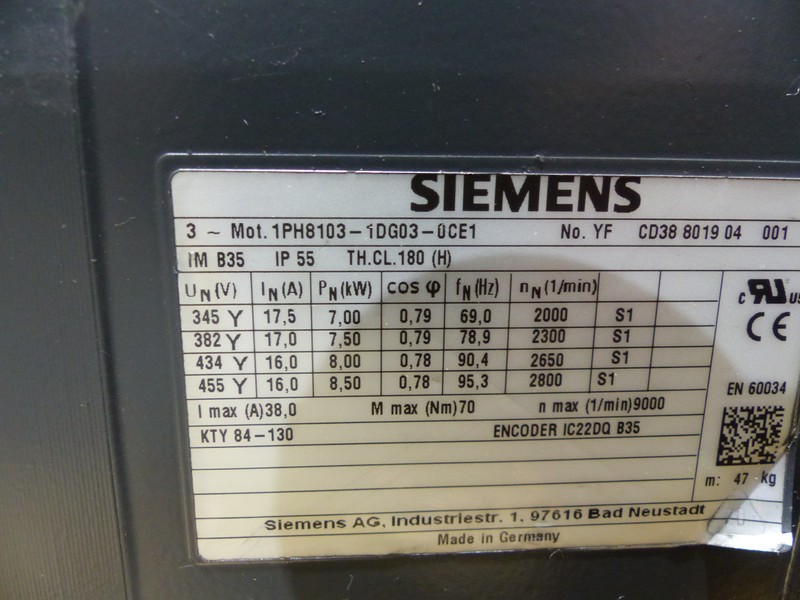 SIEMENS
3 ~ Mot. 1PH8103-1DG03-0CE1 No. YF CD38 8019 04 001
IM B35 IP 55 TH.CL.180 (H)
UN(V) IN(A) PN(kW) cos φ fN(Hz) nN(1/min)
345 Y 17,5 7,00 0,79 69,0 2000 S1
382 Y 17,0 7,50 0,79 78,9 2300 S1
434 Y 16,0 8,00 0,78 90,4 2650 S1
455 Y 16,0 8,50 0,78 95,3 2800 S1
I max (A)38,0 M max (Nm)70 n max (1/min)9000
KTY 84-130 ENCODER IC22DQ B35
c RU us
CE
EN 60034
m: 47 kg
Siemens AG, Industriestr. 1, 97616 Bad Neustadt
Made in Germany